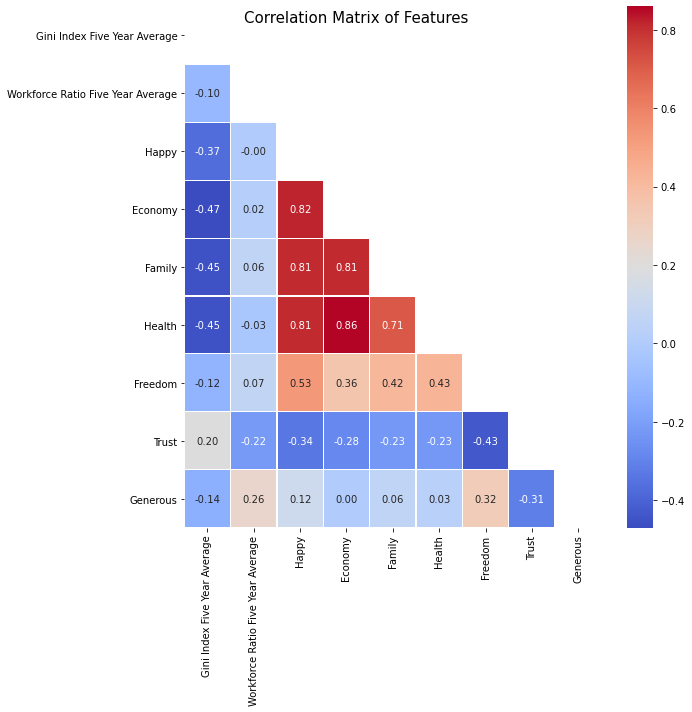 Correlation Matrix of Features
Gini Index Five Year Average
Workforce Ratio Five Year Average -0.10
Happy -0.37 -0.00
Economy -0.47 0.02 0.82
Family -0.45 0.06 0.81 0.81
Health -0.45 -0.03 0.81 0.86 0.71
Freedom -0.12 0.07 0.53 0.36 0.42 0.43
Trust 0.20 -0.22 -0.34 -0.28 -0.23 -0.23 -0.43
Generous -0.14 0.26 0.12 0.00 0.06 0.03 0.32 -0.31
Gini Index Five Year Average
Workforce Ratio Five Year Average
Happy
Economy
Family
Health
Freedom
Trust
Generous
0.8
0.6
0.4
0.2
0.0
-0.2
-0.4